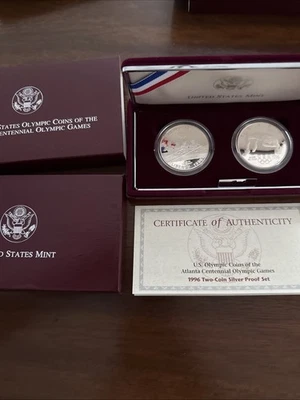 STATES OLYMPIC COINS OF THE
CENTENNIAL OLYMPIC GAMES
UNITED STATES MINT
ED STATES MINT
CERTIFICATE of AUTHENTICITY
U.S. Olympic Coins of the
Atlanta Centennial Olympic Games
1996 Two-Coin Silver Proof Set